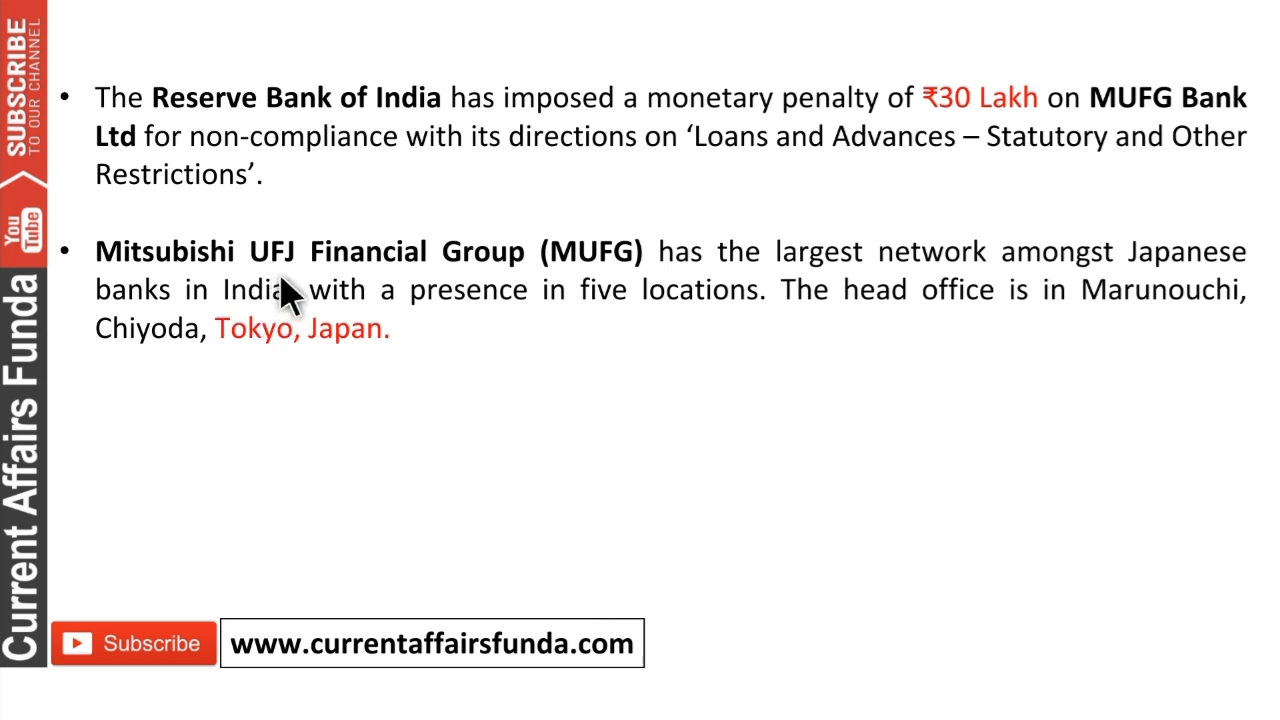 SUBSCRIBE
TO OUR CHANNEL
You
Tube
Current Affairs Funda
• The Reserve Bank of India has imposed a monetary penalty of ₹30 Lakh on MUFG Bank
Ltd for non-compliance with its directions on ‘Loans and Advances – Statutory and Other
Restrictions’.
• Mitsubishi UFJ Financial Group (MUFG) has the largest network amongst Japanese
banks in India with a presence in five locations. The head office is in Marunouchi,
Chiyoda, Tokyo, Japan.
Subscribe
www.currentaffairsfunda.com